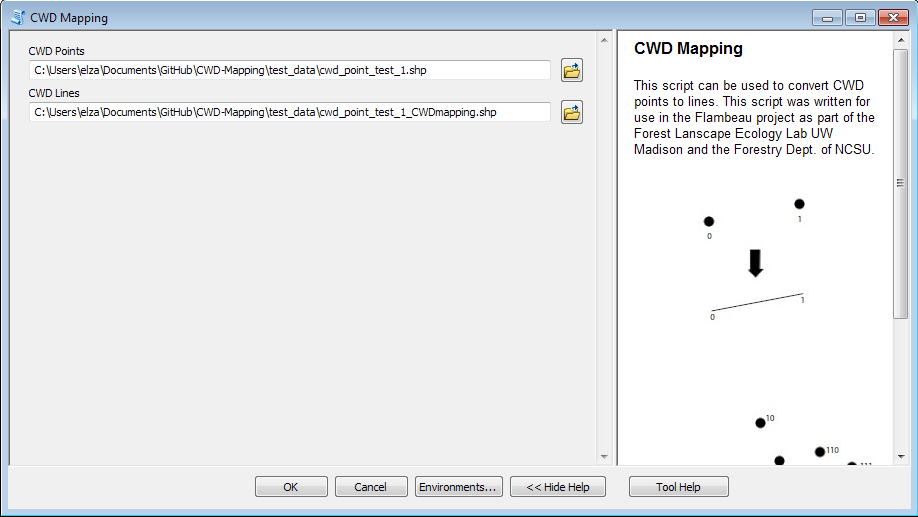 CWD Mapping
CWD Points
C:\Users\elza\Documents\GitHub\CWD-Mapping\test_data\cwd_point_test_1.shp
CWD Lines
C:\Users\elza\Documents\GitHub\CWD-Mapping\test_data\cwd_point_test_1_CWDmapping.shp
CWD Mapping
This script can be used to convert CWD
points to lines. This script was written for
use in the Flambeau project as part of the
Forest Lanscape Ecology Lab UW
Madison and the Forestry Dept. of NCSU.
0
1
0
1
10
110
111
OK
Cancel
Environments...
<< Hide Help
Tool Help